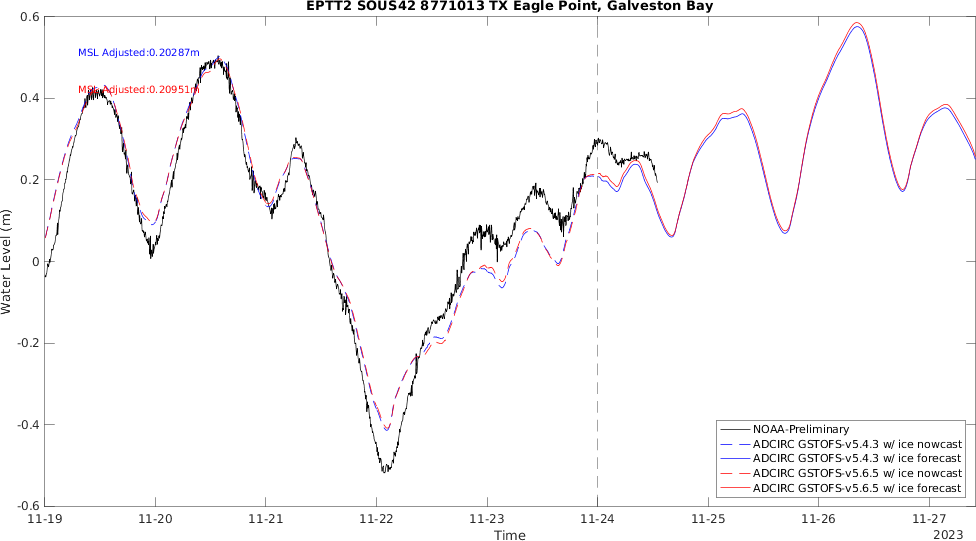 EPTT2 SOUS42 8771013 TX Eagle Point, Galveston Bay
0.6
MSL Adjusted:0.20287m
MSL Adjusted:0.20951m
0.4
0.2
0
-0.2
-0.4
-0.6
Water Level (m)
NOAA-Preliminary
ADCIRC GSTOFS-v5.4.3 w/ ice nowcast
ADCIRC GSTOFS-v5.4.3 w/ ice forecast
ADCIRC GSTOFS-v5.6.5 w/ ice nowcast
ADCIRC GSTOFS-v5.6.5 w/ ice forecast
11-19 11-20 11-21 11-22 11-23 11-24 11-25 11-26 11-27
Time
2023